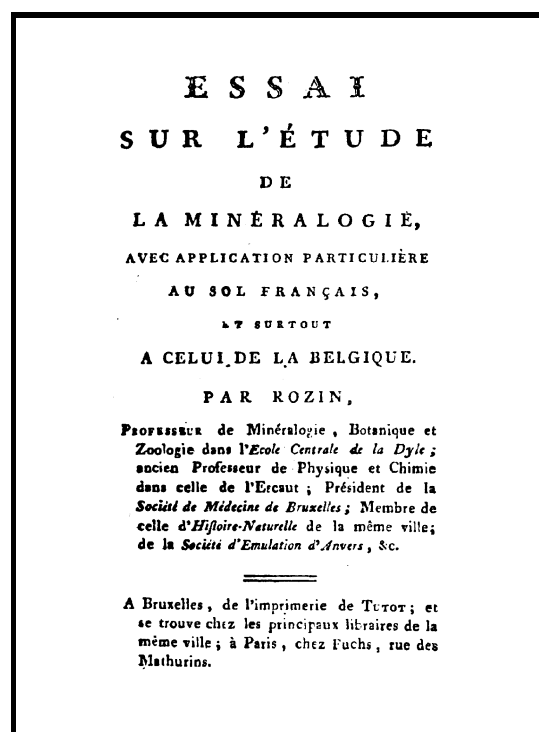 ESSAI
SUR L'ÉTUDE
DE
LA MINÉRALOGIE,
AVEC APPLICATION PARTICULIÈRE
AU SOL FRANÇAIS,
ET SURTOUT
A CELUI DE LA BELGIQUE.
PAR ROZIN,
PROFESSEUR de Minéralogie, Botanique et
Zoologie dans l'Ecole Centrale de la Dyle;
ancien Professeur de Physique et Chimie
dans celle de l'Escaut; Président de la
Société de Médecine de Bruxelles; Membre de
celle d'Hiſtoire-Naturelle de la même ville;
de la Société d'Emulation d'Anvers, &c.
A Bruxelles, de l'imprimerie de TUTOT; et
se trouve chez les principaux libraires de la
même ville; à Paris, chez Fuchs, rue des
Mathurins.